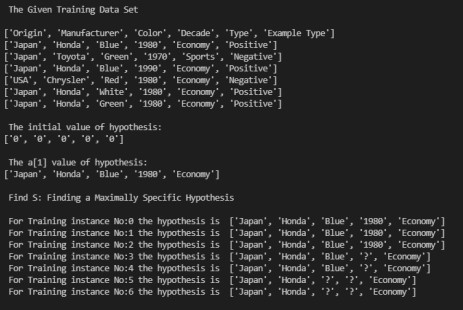 The Given Training Data Set
['Origin', 'Manufacturer', 'Color', 'Decade', 'Type', 'Example Type']
['Japan', 'Honda', 'Blue', '1980', 'Economy', 'Positive']
['Japan', 'Toyota', 'Green', '1970', 'Sports', 'Negative']
['Japan', 'Honda', 'Blue', '1990', 'Economy', 'Positive']
['USA', 'Chrysler', 'Red', '1980', 'Economy', 'Negative']
['Japan', 'Honda', 'White', '1980', 'Economy', 'Positive']
['Japan', 'Honda', 'Green', '1980', 'Economy', 'Positive']
The initial value of hypothesis:
['0', '0', '0', '0', '0']
The a[1] value of hypothesis:
['Japan', 'Honda', 'Blue', '1980', 'Economy']
Find S: Finding a Maximally Specific Hypothesis
For Training instance No:0 the hypothesis is ['Japan', 'Honda', 'Blue', '1980', 'Economy']
For Training instance No:1 the hypothesis is ['Japan', 'Honda', 'Blue', '1980', 'Economy']
For Training instance No:2 the hypothesis is ['Japan', 'Honda', 'Blue', '1980', 'Economy']
For Training instance No:3 the hypothesis is ['Japan', 'Honda', 'Blue', '?', 'Economy']
For Training instance No:4 the hypothesis is ['Japan', 'Honda', 'Blue', '?', 'Economy']
For Training instance No:5 the hypothesis is ['Japan', 'Honda', '?', '?', 'Economy']
For Training instance No:6 the hypothesis is ['Japan', 'Honda', '?', '?', 'Economy']